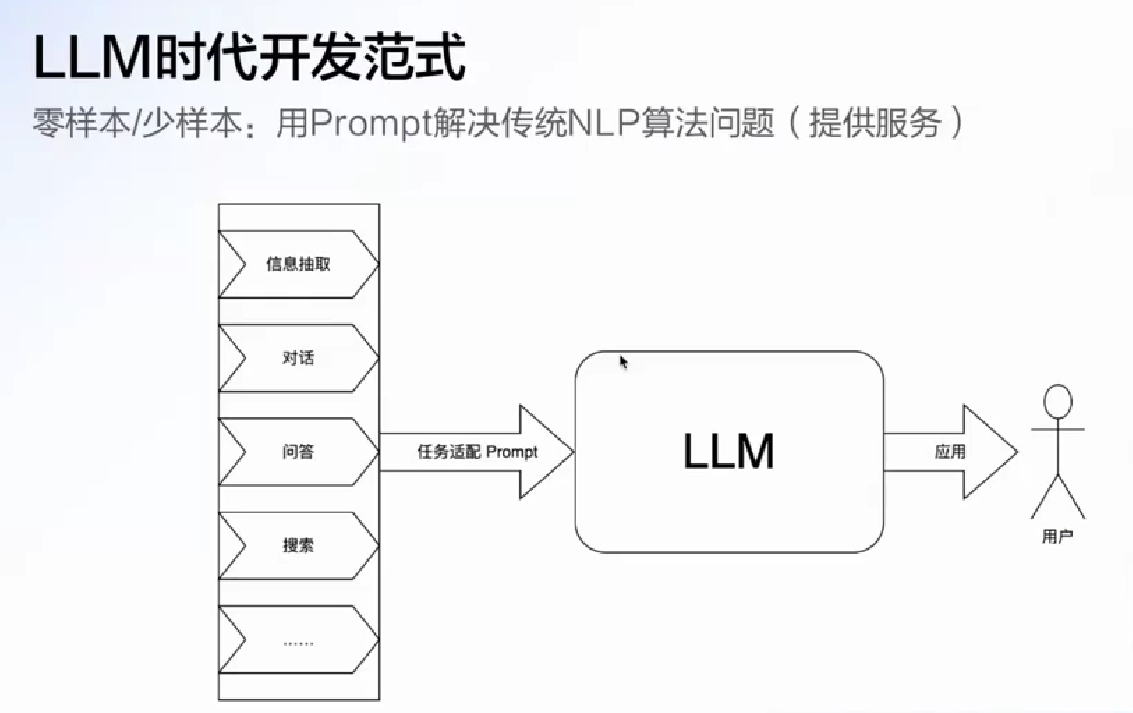 LLM时代开发范式
零样本/少样本：用Prompt解决传统NLP算法问题（提供服务）
信息抽取
对话
问答
搜索
……
任务适配 Prompt
LLM
应用
用户